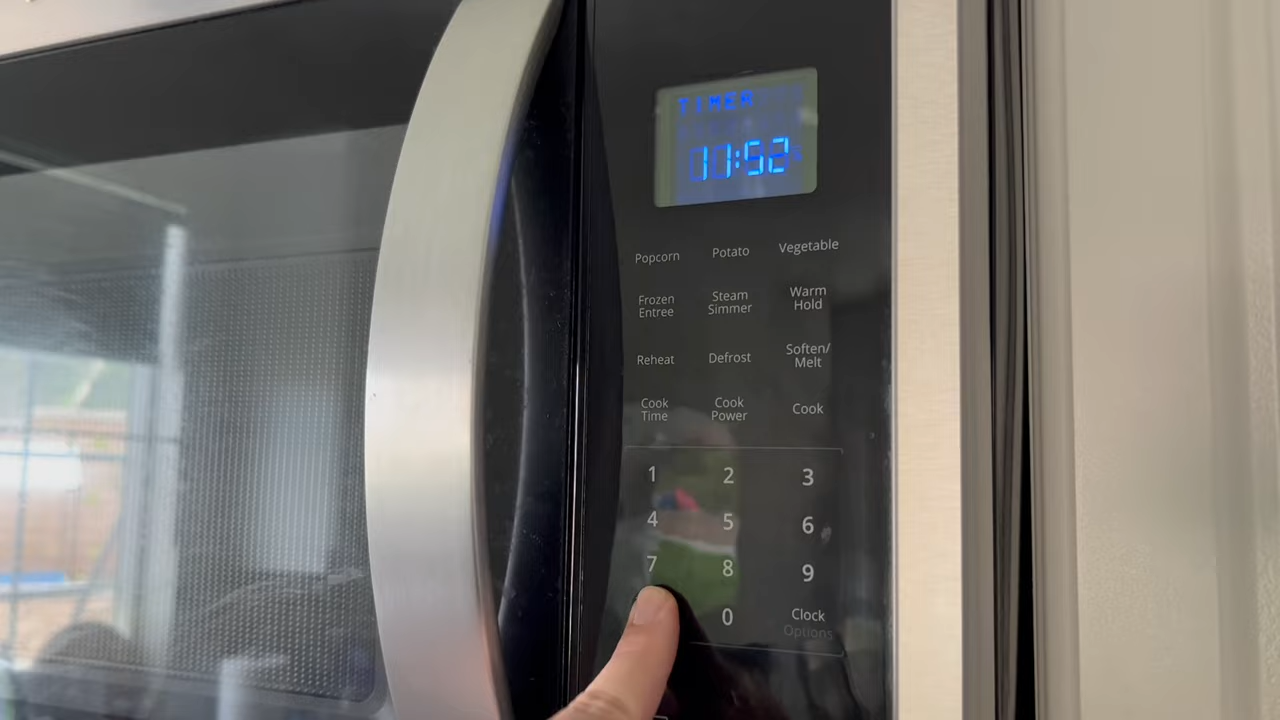 TIMER
11:52
Popcorn Potato Vegetable
Frozen Entree Steam Simmer Warm Hold
Reheat Defrost Soften/ Melt
Cook Time Cook Power Cook
1 2 3
4 5 6
7 8 9
0 Clock
Options